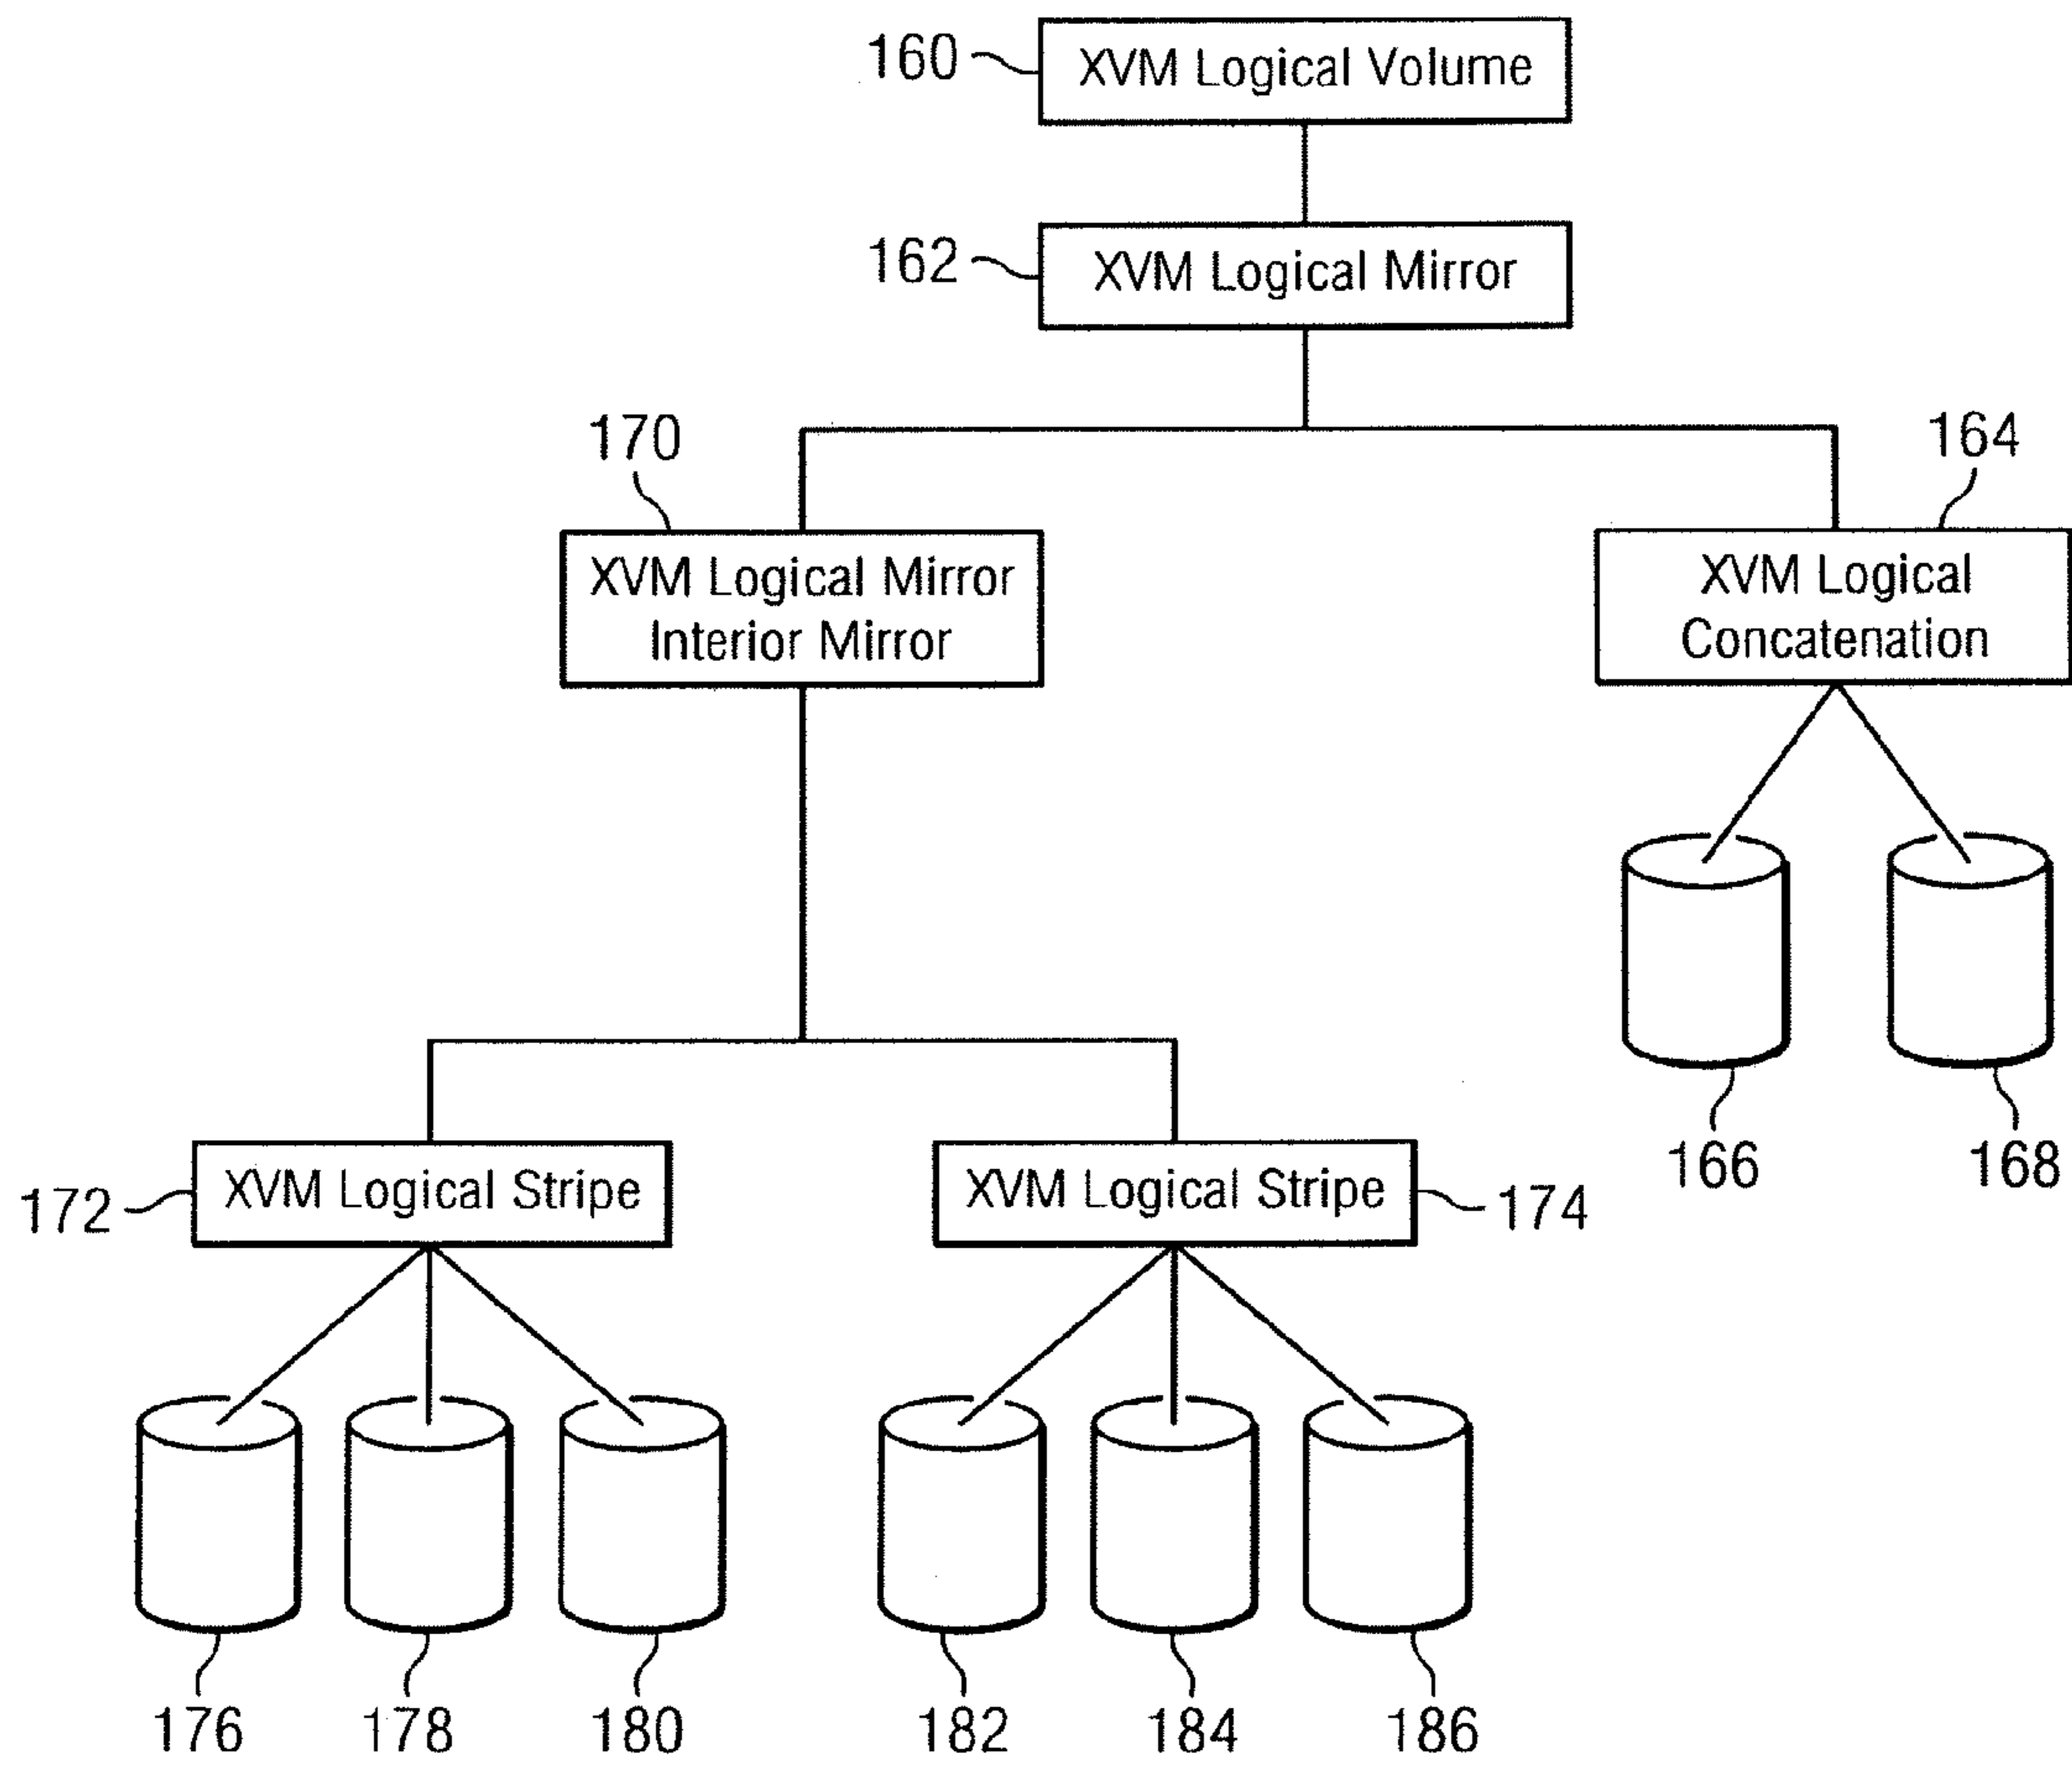 160
XVM Logical Volume
162
XVM Logical Mirror
170
164
XVM Logical Mirror
Interior Mirror
XVM Logical
Concatenation
166
168
172
XVM Logical Stripe
XVM Logical Stripe
174
176
178
180
182
184
186